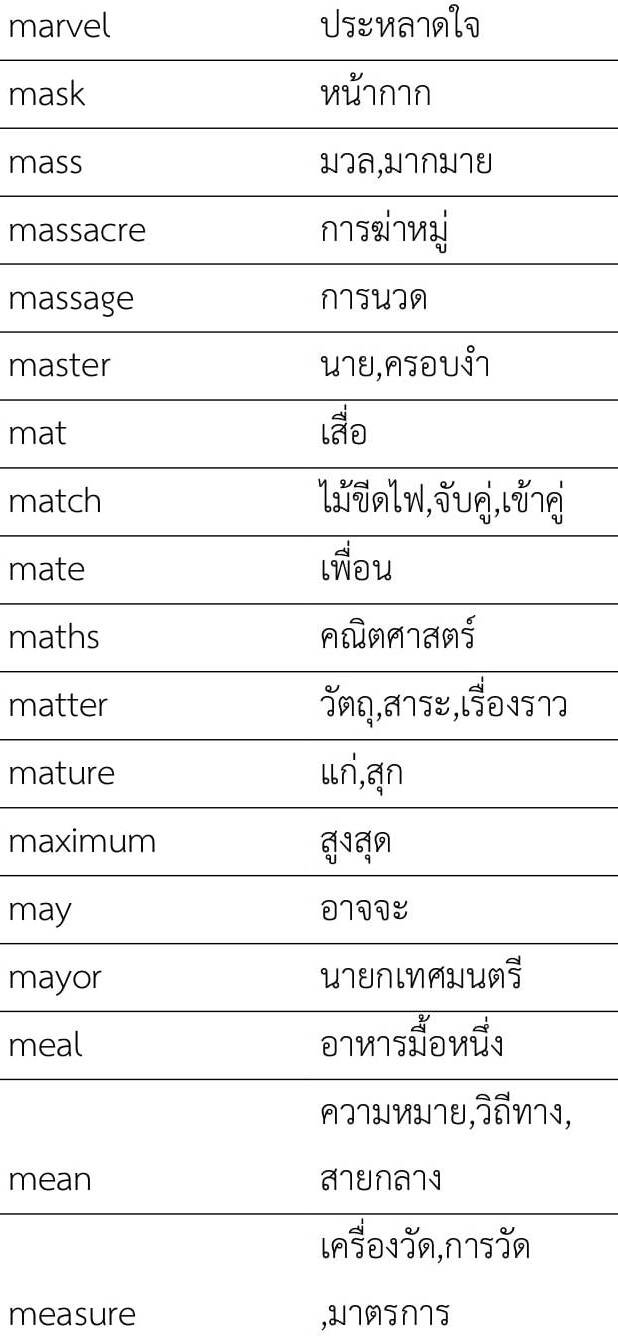 marvel ประหลาดใจ
mask หน้ากาก
mass มวล,มากมาย
massacre การฆ่าหมู่
massage การนวด
master นาย,ครอบงำ
mat เสื่อ
match ไม้ขีดไฟ,จับคู่,เข้าคู่
mate เพื่อน
maths คณิตศาสตร์
matter วัตถุ,สาระ,เรื่องราว
mature แก่,สุก
maximum สูงสุด
may อาจจะ
mayor นายกเทศมนตรี
meal อาหารมื้อหนึ่ง
ความหมาย,วิถีทาง,
mean สายกลาง
เครื่องวัด,การวัด
measure ,มาตรการ